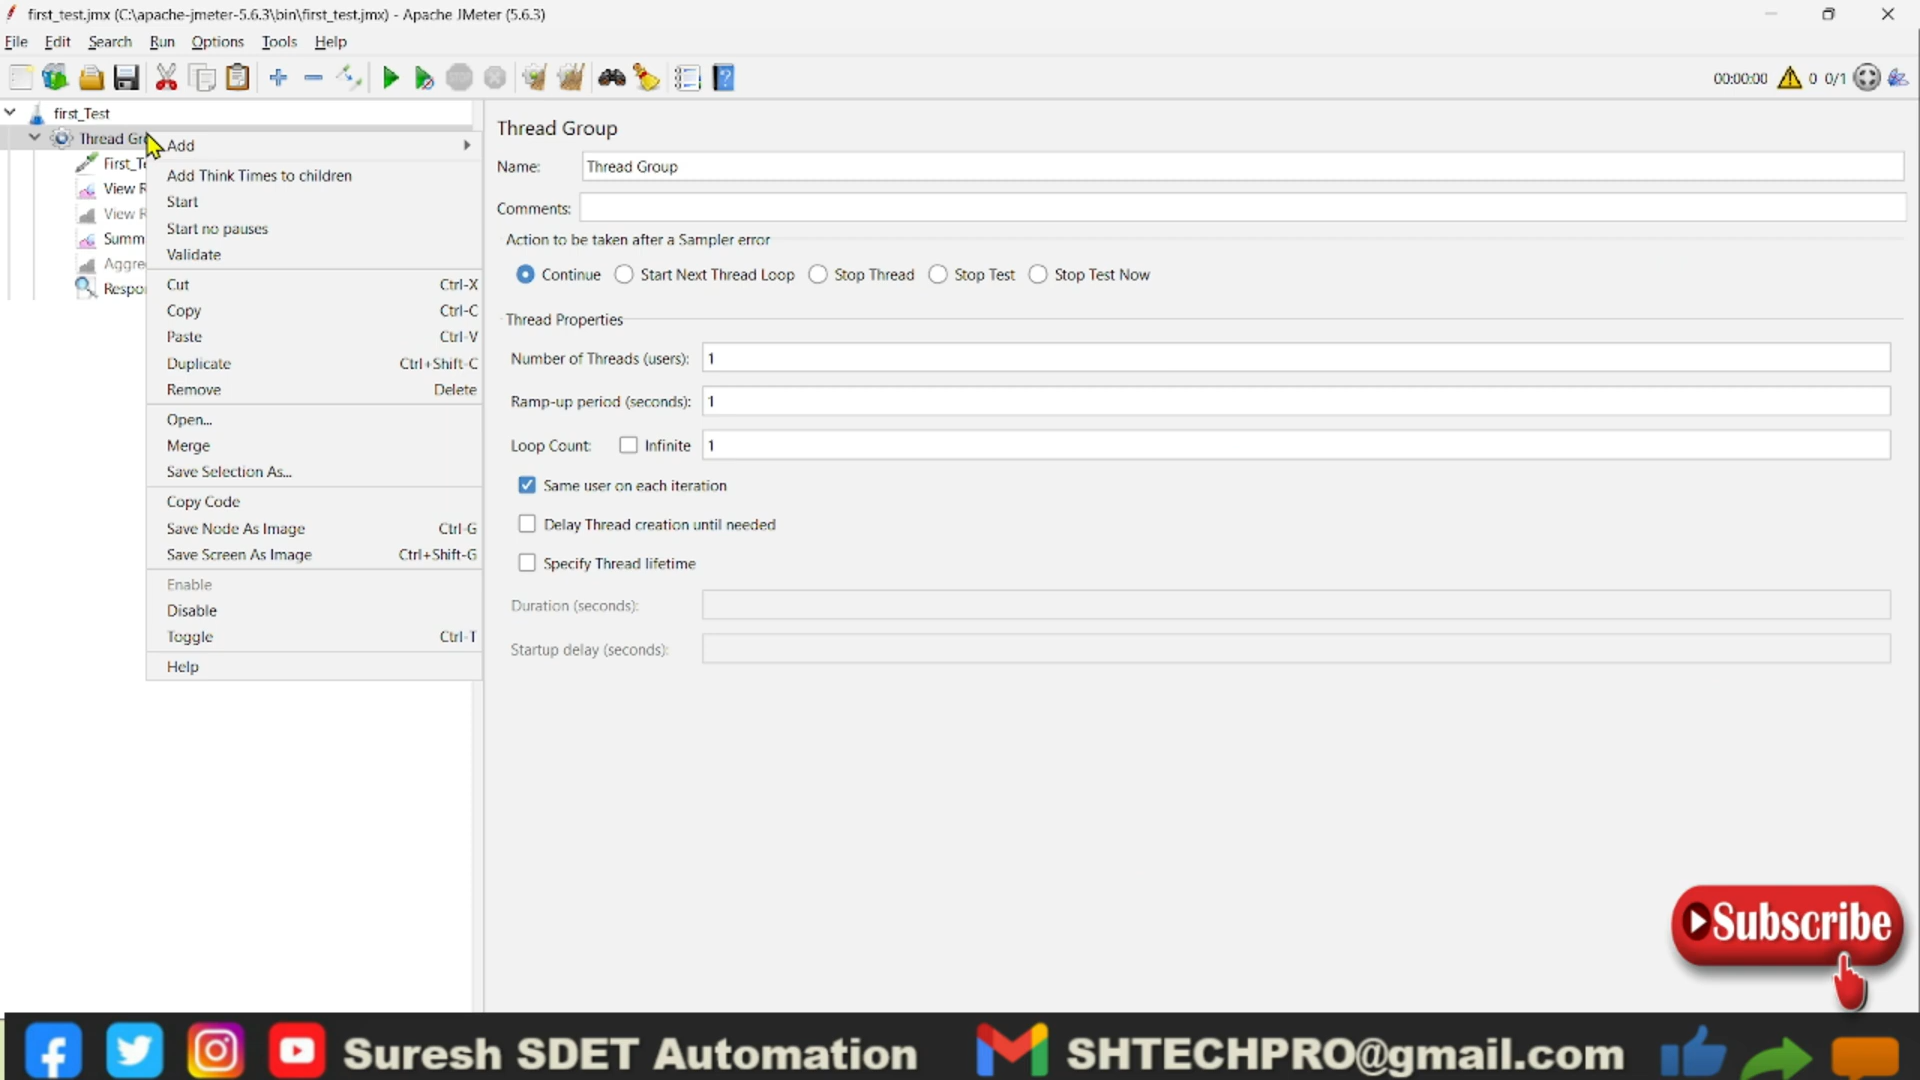 first_test.jmx (C:\apache-jmeter-5.6.3\bin\first_test.jmx) - Apache JMeter (5.6.3)
File Edit Search Run Options Tools Help
00:00:00 0 0/1
first_Test
Thread Gr
Add
First_T
Add Think Times to children
View R
Start
View R
Start no pauses
Summ
Validate
Aggre
Cut Ctrl-X
Respo
Copy Ctrl-C
Paste Ctrl-V
Duplicate Ctrl+Shift-C
Remove Delete
Open...
Merge
Save Selection As...
Copy Code
Save Node As Image Ctrl-G
Save Screen As Image Ctrl+Shift-G
Enable
Disable
Toggle Ctrl-T
Help
Thread Group
Name: Thread Group
Comments:
Action to be taken after a Sampler error
Continue Start Next Thread Loop Stop Thread Stop Test Stop Test Now
Thread Properties
Number of Threads (users): 1
Ramp-up period (seconds): 1
Loop Count: Infinite 1
Same user on each iteration
Delay Thread creation until needed
Specify Thread lifetime
Duration (seconds):
Startup delay (seconds):
Subscribe
Suresh SDET Automation SHTECHPRO@gmail.com